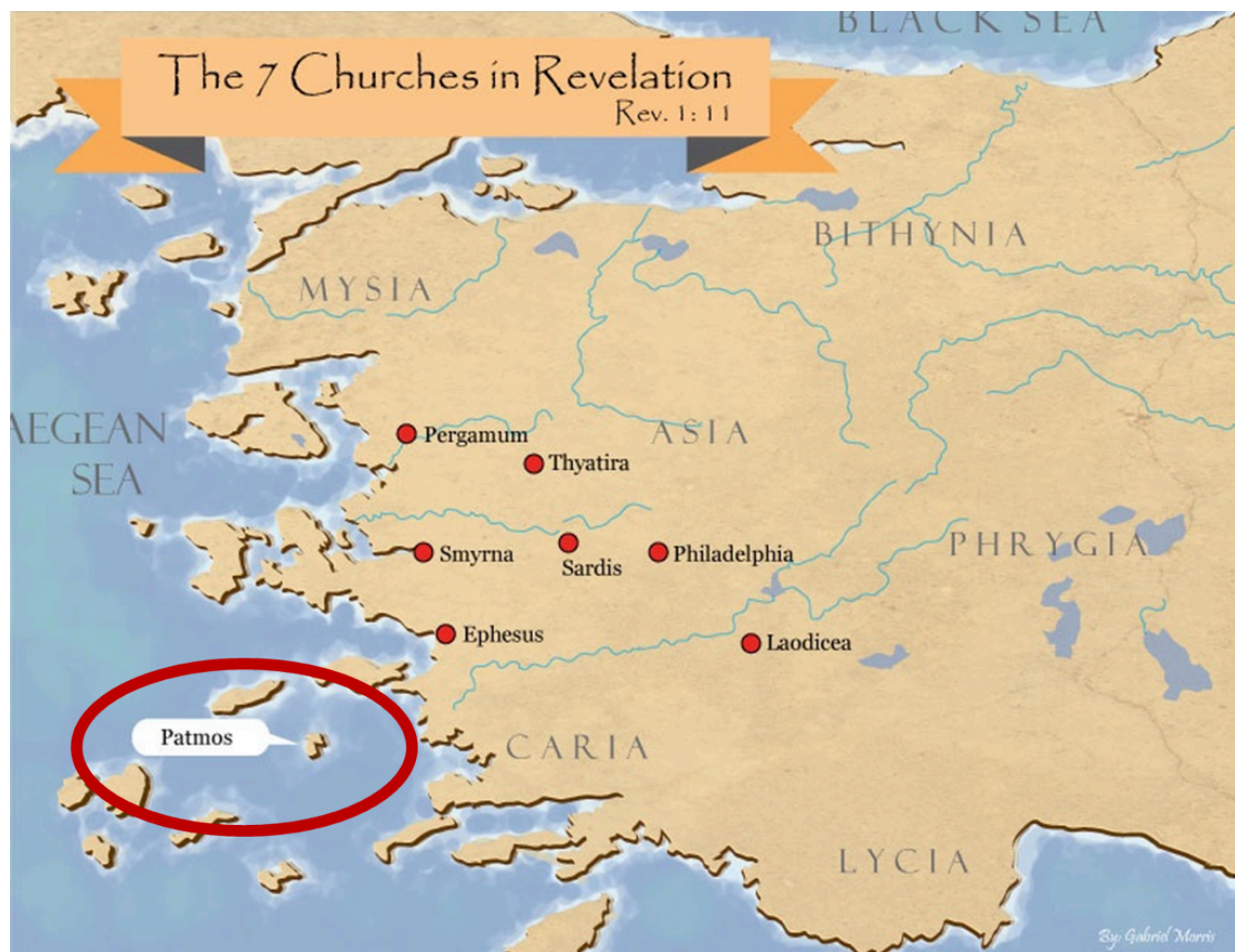 BLACK SEA
The 7 Churches in Revelation
Rev. 1:11
BITHYNIA
MYSIA
AEGEAN
SEA
ASIA
Pergamum
Thyatira
Smyrna
Sardis
Philadelphia
PHRYGIA
Ephesus
Laodicea
Patmos
CARIA
LYCIA
By: Gabriel Morris